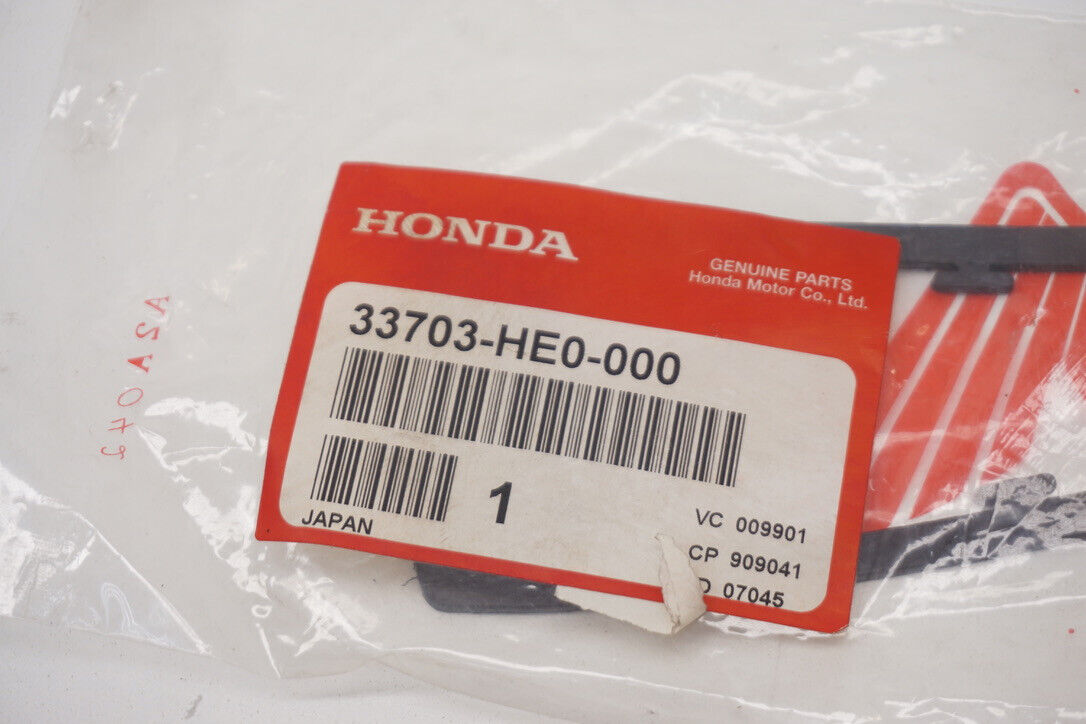 HONDA
GENUINE PARTS
Honda Motor Co., Ltd.
33703-HE0-000
1
JAPAN
VC 009901
CP 909041
07045